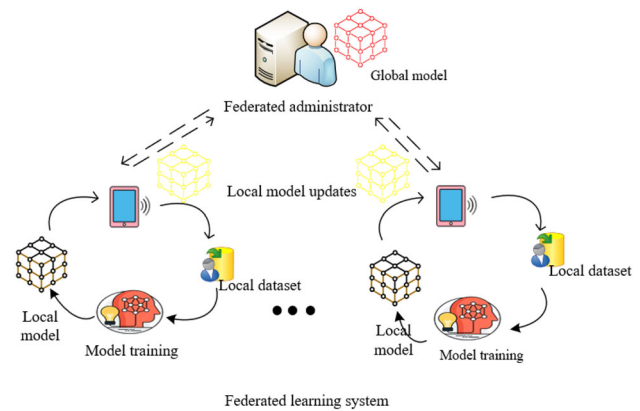 Global model
Federated administrator
Local model updates
Local dataset
Local
model
Model training
Local dataset
Local
model
Model training
Federated learning system